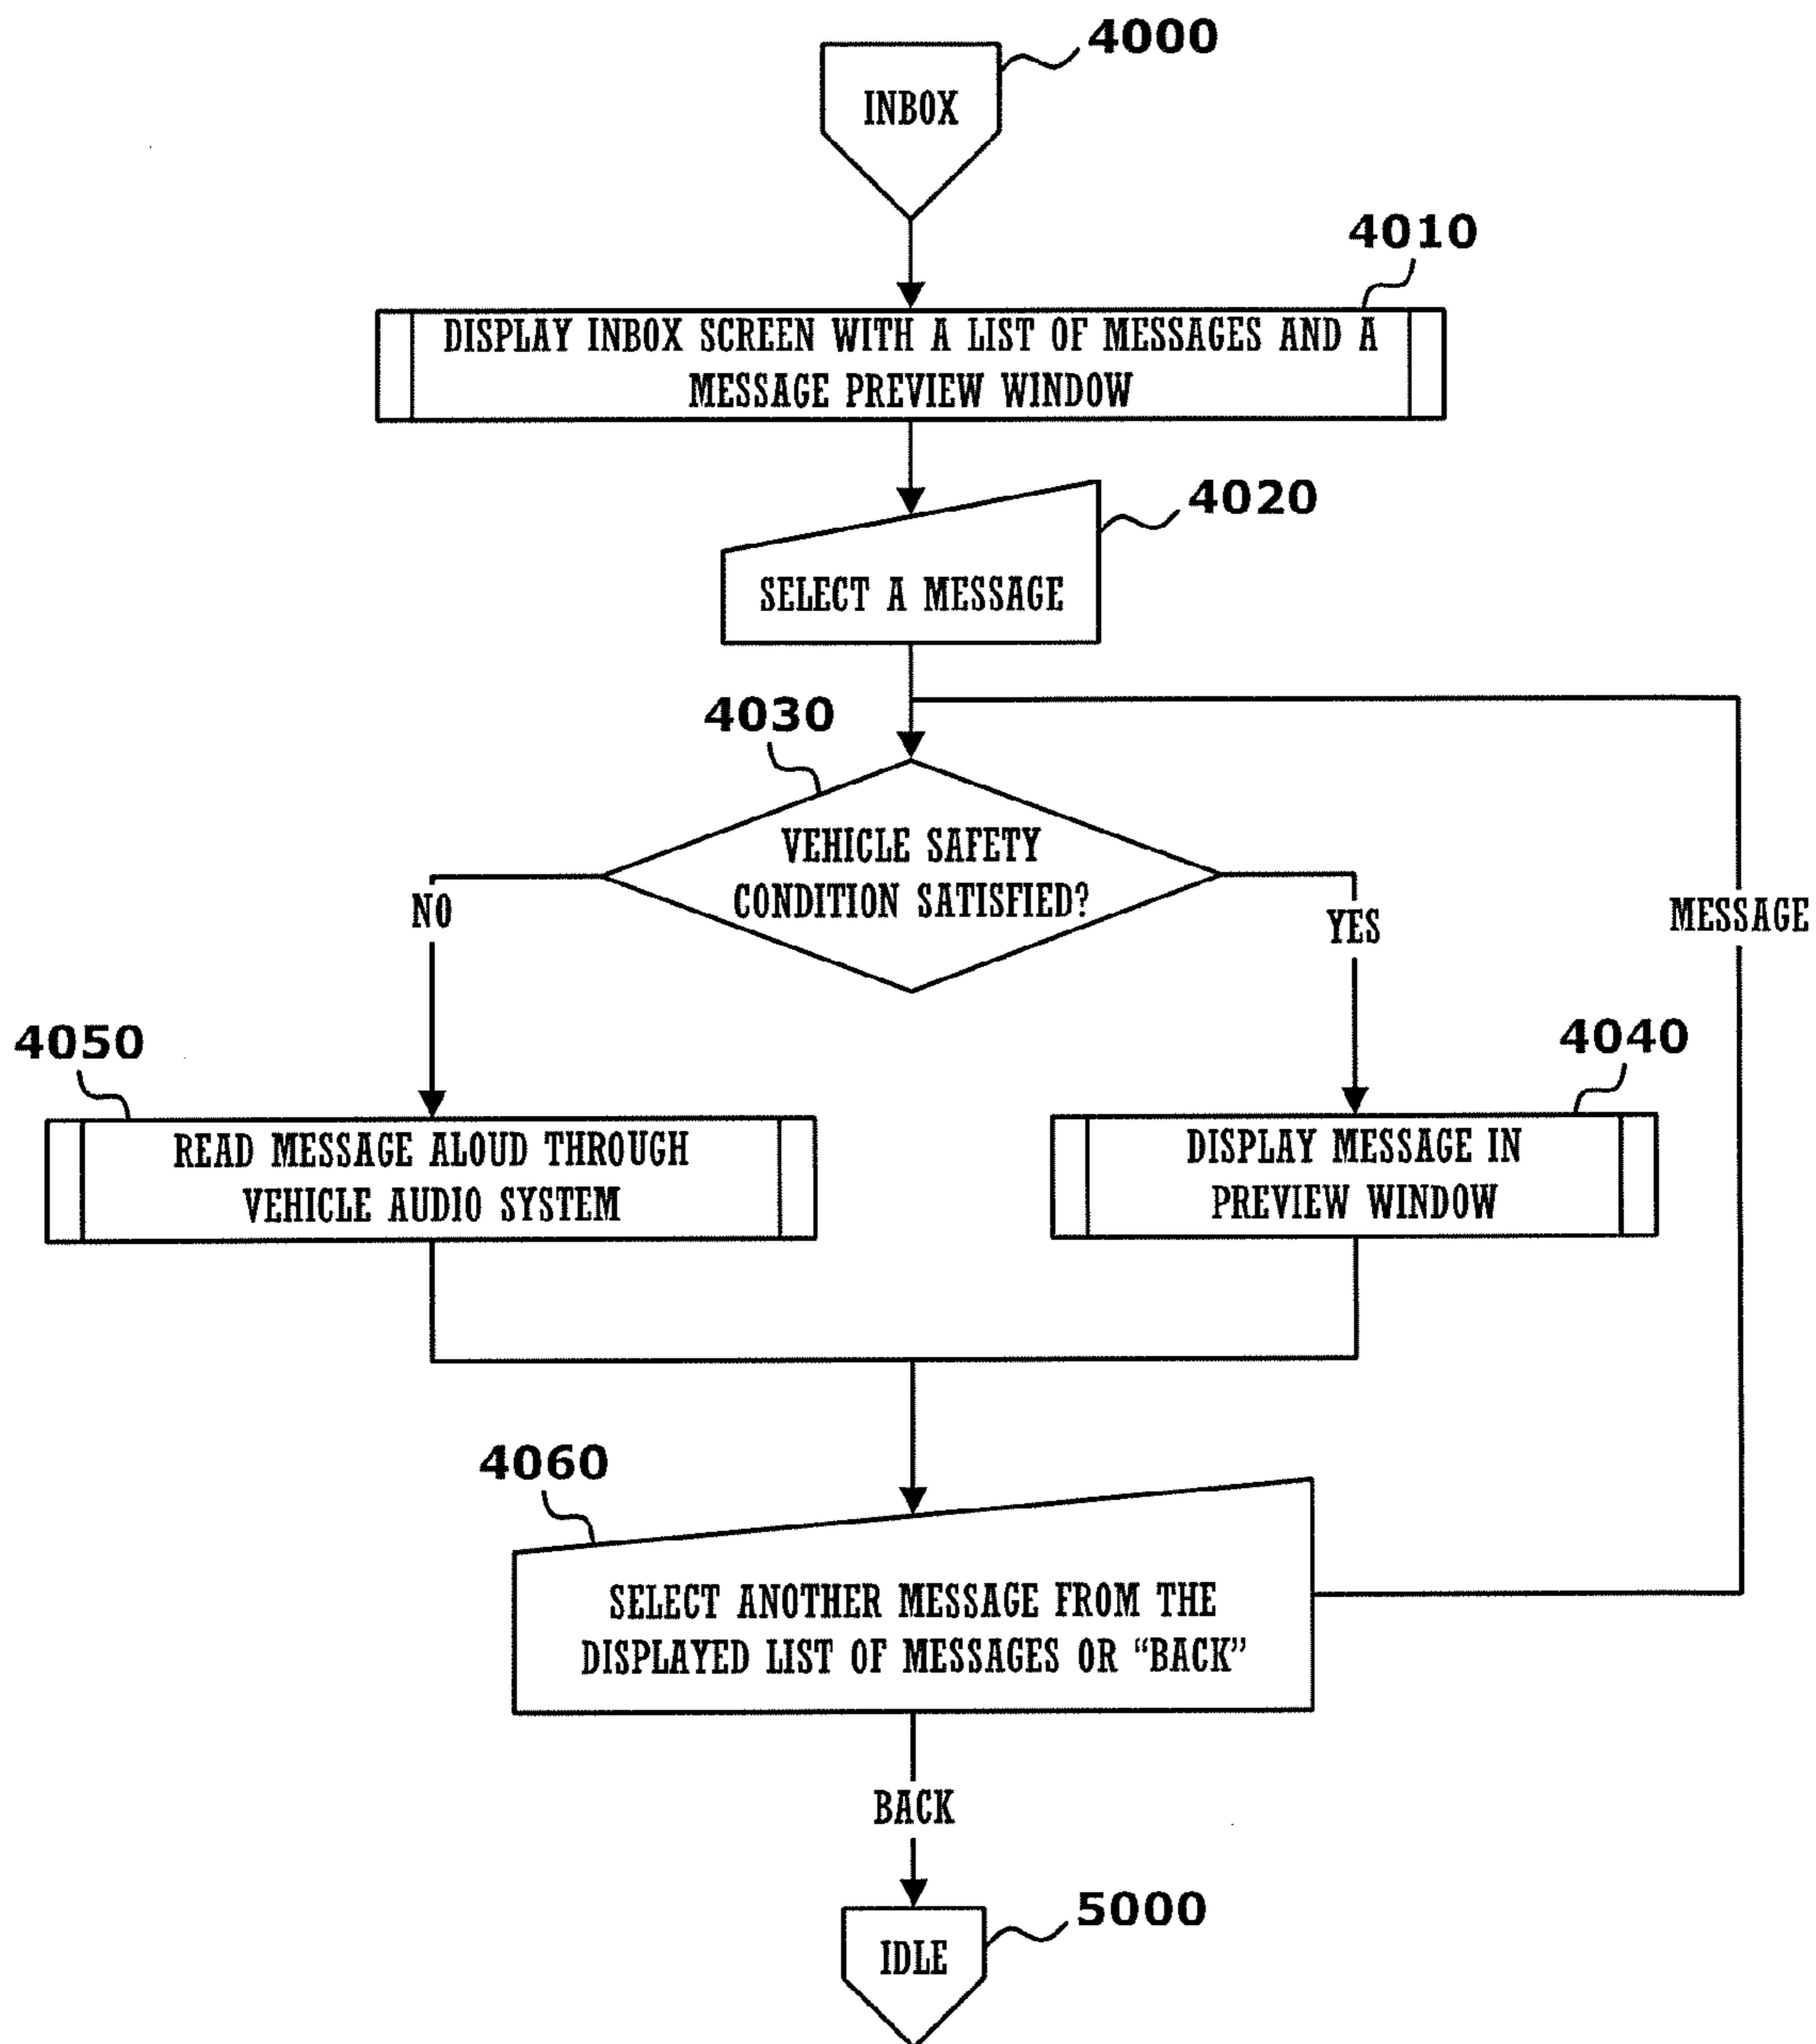 4000
INBOX
4010
DISPLAY INBOX SCREEN WITH A LIST OF MESSAGES AND A
MESSAGE PREVIEW WINDOW
4020
SELECT A MESSAGE
4030
VEHICLE SAFETY
CONDITION SATISFIED?
NO
YES
MESSAGE
4050
READ MESSAGE ALOUD THROUGH
VEHICLE AUDIO SYSTEM
4040
DISPLAY MESSAGE IN
PREVIEW WINDOW
4060
SELECT ANOTHER MESSAGE FROM THE
DISPLAYED LIST OF MESSAGES OR “BACK”
BACK
5000
IDLE